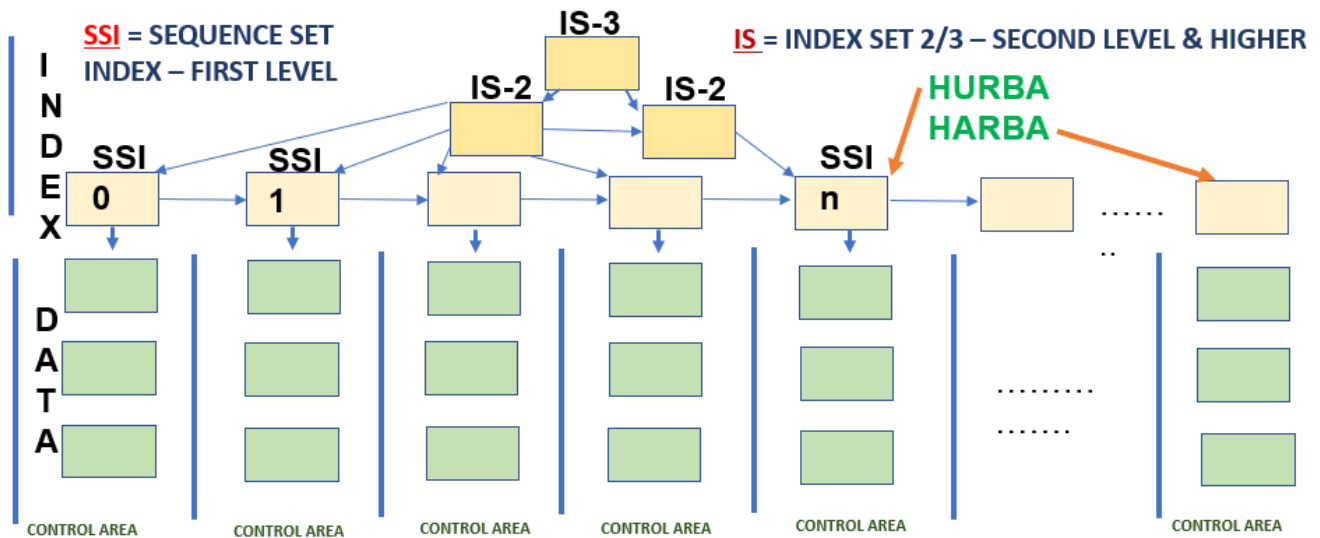 SSI = SEQUENCE SET
INDEX – FIRST LEVEL
IS-3
IS = INDEX SET 2/3 – SECOND LEVEL & HIGHER
IS-2
IS-2
HURBA
HARBA
INDEX
SSI
0
SSI
1
SSI
n
......
..
DATA
.........
.......
CONTROL AREA
CONTROL AREA
CONTROL AREA
CONTROL AREA
CONTROL AREA
CONTROL AREA